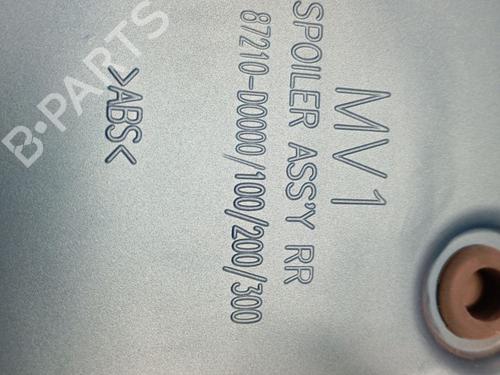 MV1
SPOILER ASS'Y RR
87210-D0000/100/200/300
>ABS<
B-PARTS